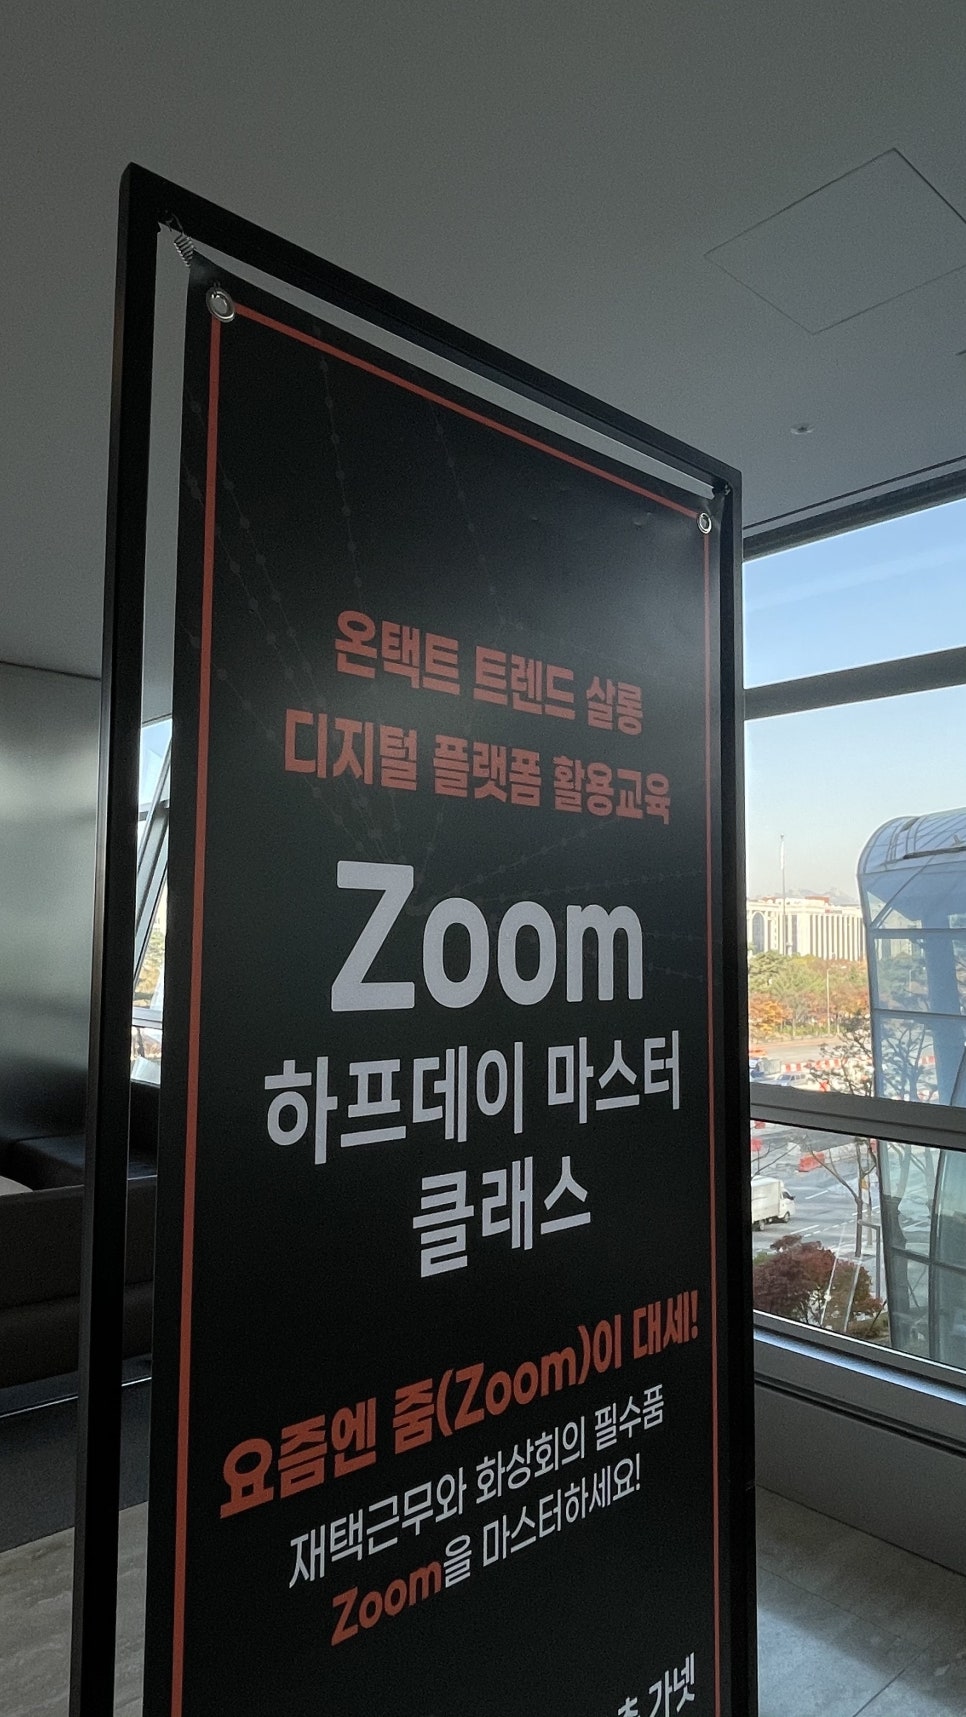 온택트 트렌드 살롱
디지털 플랫폼 활용교육
Zoom
하프데이 마스터
클래스
요즘엔 줌(Zoom)이 대세!
재택근무와 화상회의 필수품
Zoom을 마스터하세요!
가넷